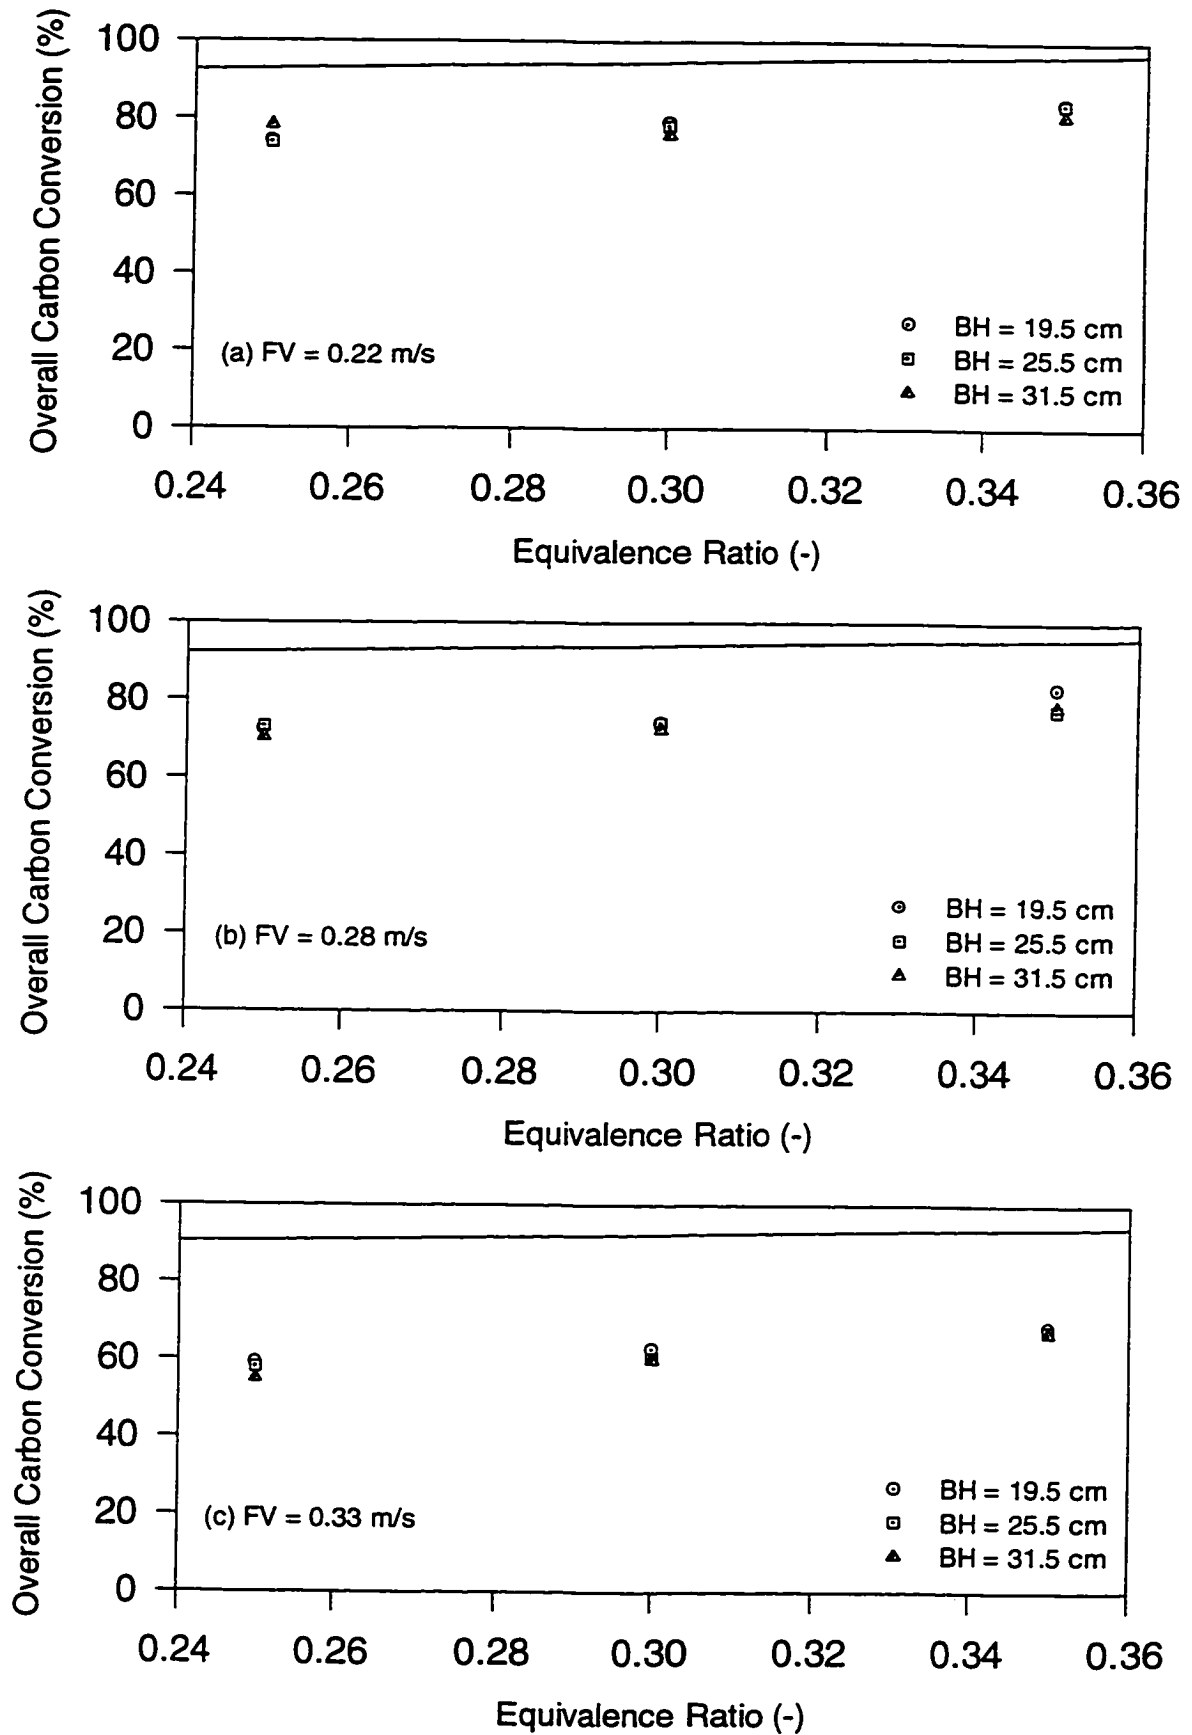 Overall Carbon Conversion (%)
100
80
60
40
20
0
(a) FV = 0.22 m/s
BH = 19.5 cm
BH = 25.5 cm
BH = 31.5 cm
0.24 0.26 0.28 0.30 0.32 0.34 0.36
Equivalence Ratio (-)
Overall Carbon Conversion (%)
100
80
60
40
20
0
(b) FV = 0.28 m/s
BH = 19.5 cm
BH = 25.5 cm
BH = 31.5 cm
0.24 0.26 0.28 0.30 0.32 0.34 0.36
Equivalence Ratio (-)
Overall Carbon Conversion (%)
100
80
60
40
20
0
(c) FV = 0.33 m/s
BH = 19.5 cm
BH = 25.5 cm
BH = 31.5 cm
0.24 0.26 0.28 0.30 0.32 0.34 0.36
Equivalence Ratio (-)